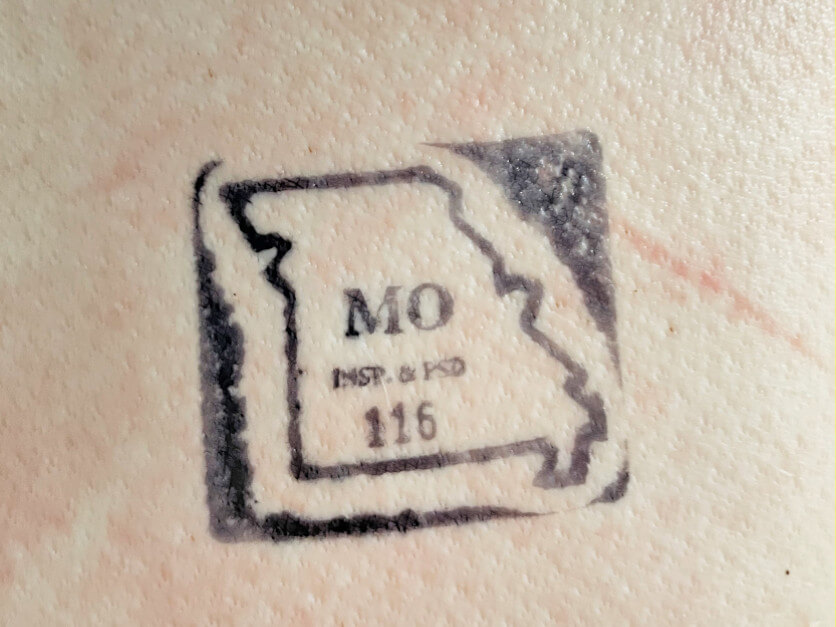 MO
INSP. & PSD
116